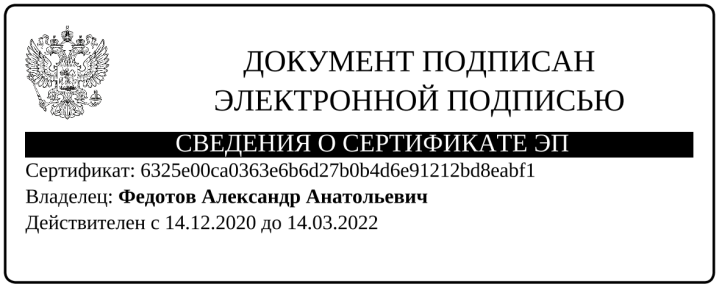 ДОКУМЕНТ ПОДПИСАН
ЭЛЕКТРОННОЙ ПОДПИСЬЮ
СВЕДЕНИЯ О СЕРТИФИКАТЕ ЭП
Сертификат: 6325e00ca0363e6b6d27b0b4d6e91212bd8eabf1
Владелец: Федотов Александр Анатольевич
Действителен с 14.12.2020 до 14.03.2022